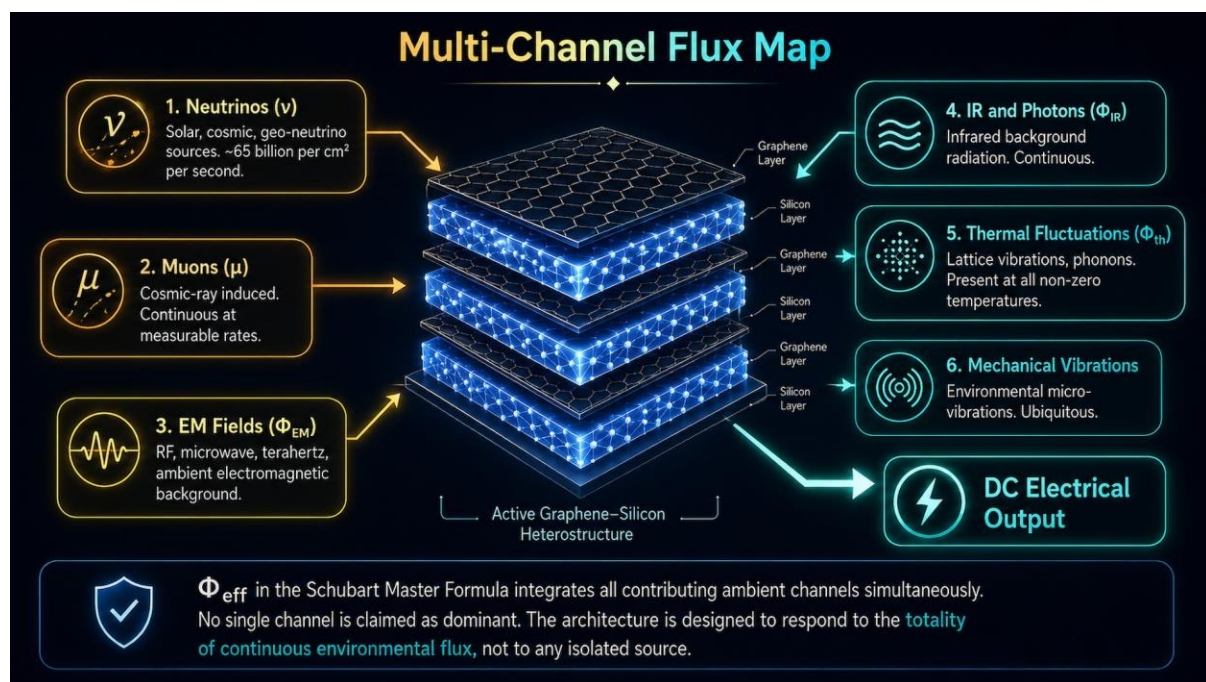 Multi-Channel Flux Map
ν
1. Neutrinos (ν)
Solar, cosmic, geo-neutrino
sources. ~65 billion per cm²
per second.
μ
2. Muons (μ)
Cosmic-ray induced.
Continuous at
measurable rates.
3. EM Fields (Φ_EM)
RF, microwave, terahertz,
ambient electromagnetic
background.
Graphene
Layer
Silicon
Layer
Graphene
Layer
Silicon
Layer
Graphene
Layer
Silicon
Layer
Active Graphene–Silicon
Heterostructure
4. IR and Photons (Φ_IR)
Infrared background
radiation. Continuous.
5. Thermal Fluctuations (Φ_th)
Lattice vibrations, phonons.
Present at all non-zero
temperatures.
6. Mechanical Vibrations
Environmental micro-
vibrations. Ubiquitous.
DC Electrical
Output
Φ_eff in the Schubart Master Formula integrates all contributing ambient channels simultaneously.
No single channel is claimed as dominant. The architecture is designed to respond to the totality
of continuous environmental flux, not to any isolated source.